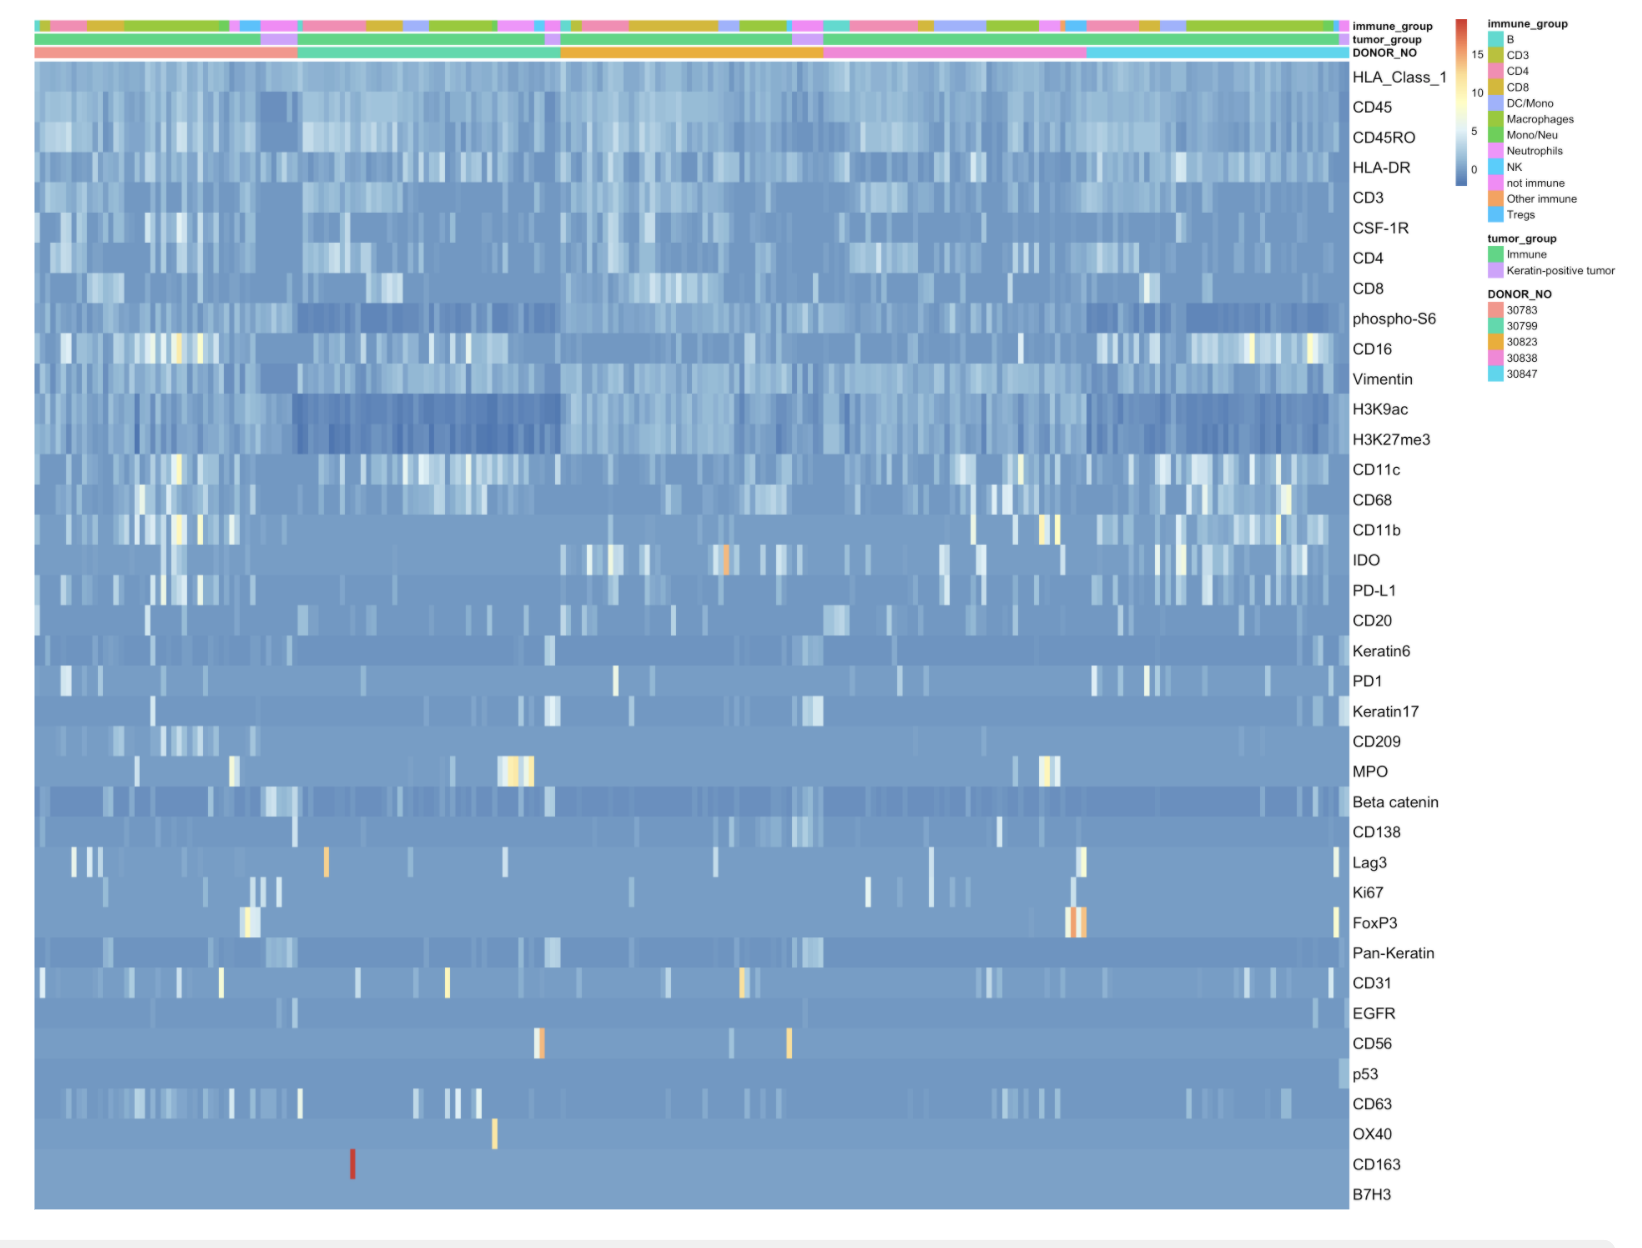 immune_group
tumor_group
DONOR_NO
HLA_Class_1
CD45
CD45RO
HLA-DR
CD3
CSF-1R
CD4
CD8
phospho-S6
CD16
Vimentin
H3K9ac
H3K27me3
CD11c
CD68
CD11b
IDO
PD-L1
CD20
Keratin6
PD1
Keratin17
CD209
MPO
Beta catenin
CD138
Lag3
Ki67
FoxP3
Pan-Keratin
CD31
EGFR
CD56
p53
CD63
OX40
CD163
B7H3
15
10
5
0
immune_group
B
CD3
CD4
CD8
DC/Mono
Macrophages
Mono/Neu
Neutrophils
NK
not immune
Other immune
Tregs
tumor_group
Immune
Keratin-positive tumor
DONOR_NO
30783
30799
30823
30838
30847